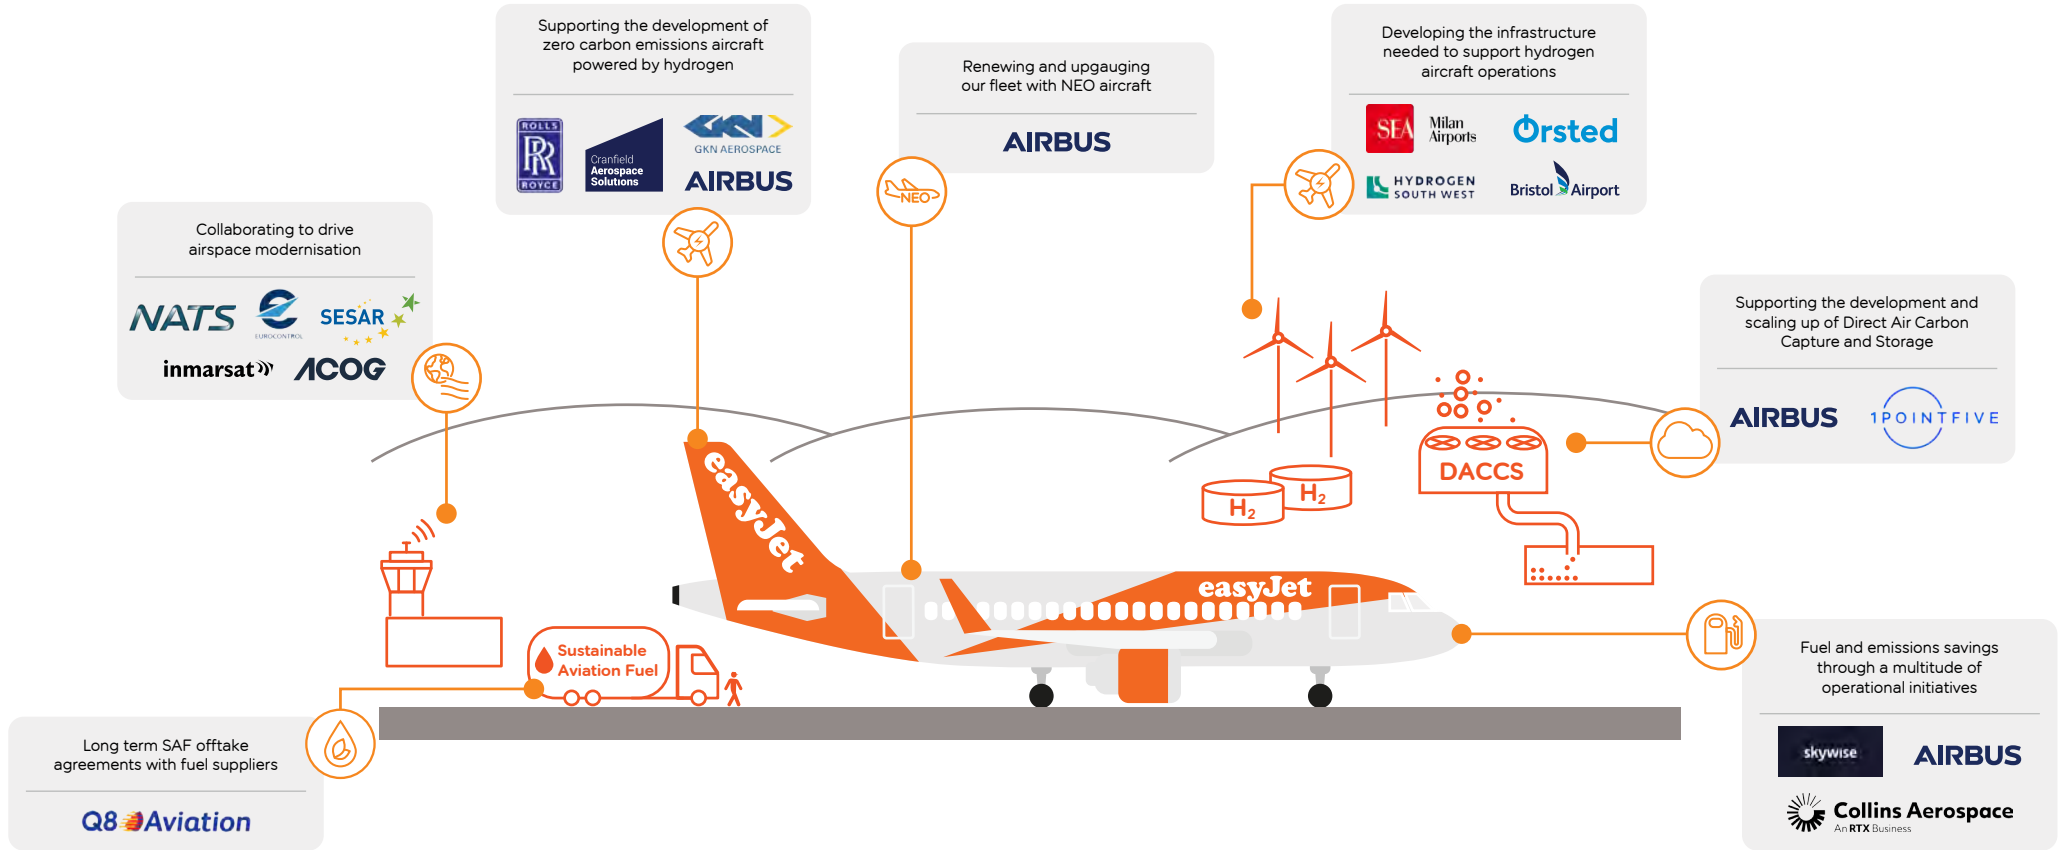 Supporting the development of
zero carbon emissions aircraft
powered by hydrogen
ROLLS
RR
ROYCE
Cranfield
Aerospace
Solutions
GKN
GKN AEROSPACE
AIRBUS
Renewing and upgauging
our fleet with NEO aircraft
AIRBUS
NEO
Developing the infrastructure
needed to support hydrogen
aircraft operations
SEA
Milan
Airports
Ørsted
HYDROGEN
SOUTH WEST
Bristol Airport
Collaborating to drive
airspace modernisation
NATS
EUROCONTROL
SESAR
inmarsat
ACOG
Supporting the development and
scaling up of Direct Air Carbon
Capture and Storage
AIRBUS
1POINTFIVE
easyJet
DACCS
H2
H2
easyJet
Sustainable
Aviation Fuel
Long term SAF offtake
agreements with fuel suppliers
Q8 Aviation
Fuel and emissions savings
through a multitude of
operational initiatives
skywise
AIRBUS
Collins Aerospace
An RTX Business